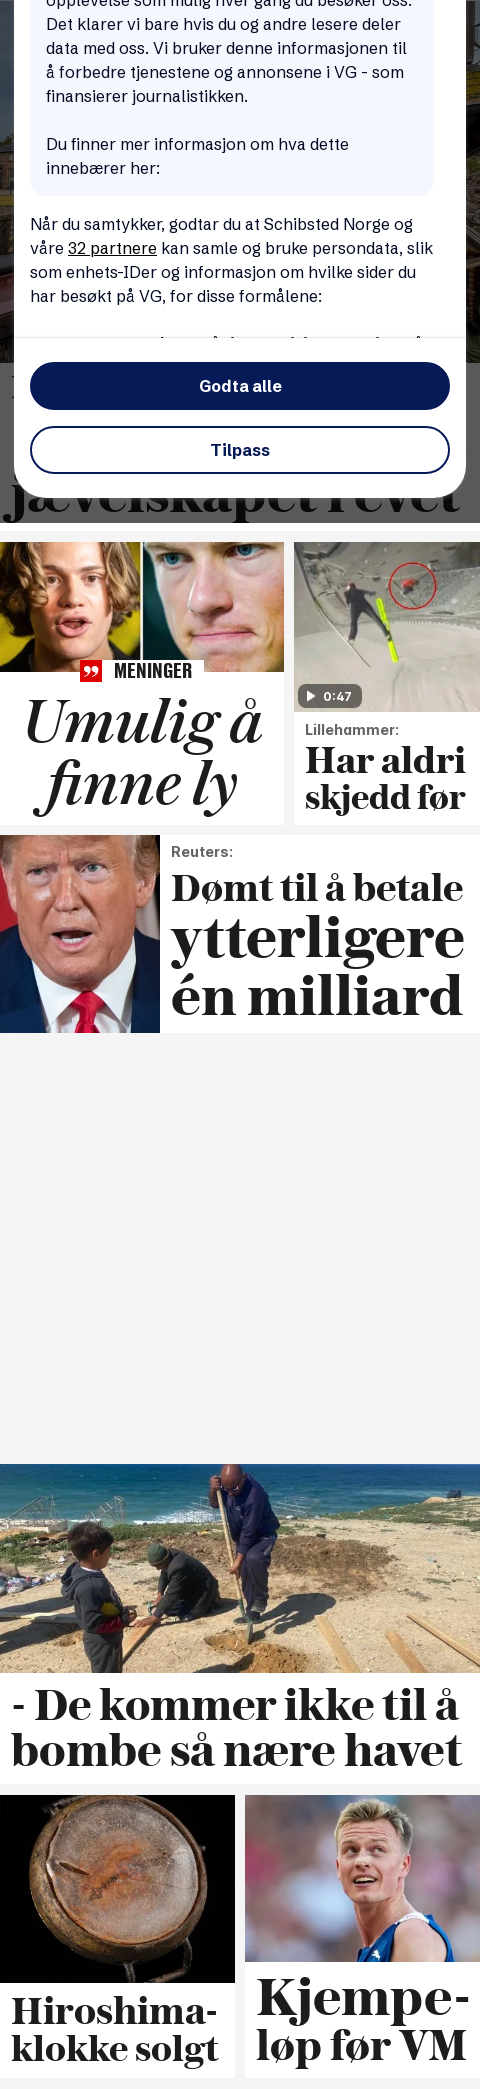 opplevelse som mulig hver gang du besøker oss.
Det klarer vi bare hvis du og andre lesere deler
data med oss. Vi bruker denne informasjonen til
å forbedre tjenestene og annonsene i VG - som
finansierer journalistikken.
Du finner mer informasjon om hva dette
innebærer her:
Når du samtykker, godtar du at Schibsted Norge og
våre 32 partnere kan samle og bruke persondata, slik
som enhets-IDer og informasjon om hvilke sider du
har besøkt på VG, for disse formålene:
Godta alle
Tilpass
jævelskapet revet
MENINGER
Umulig å
finne ly
0:47
Lillehammer:
Har aldri
skjedd før
Reuters:
Dømt til å betale
ytterligere
én milliard
- De kommer ikke til å
bombe så nære havet
Hiroshima-
klokke solgt
Kjempe-
løp før VM